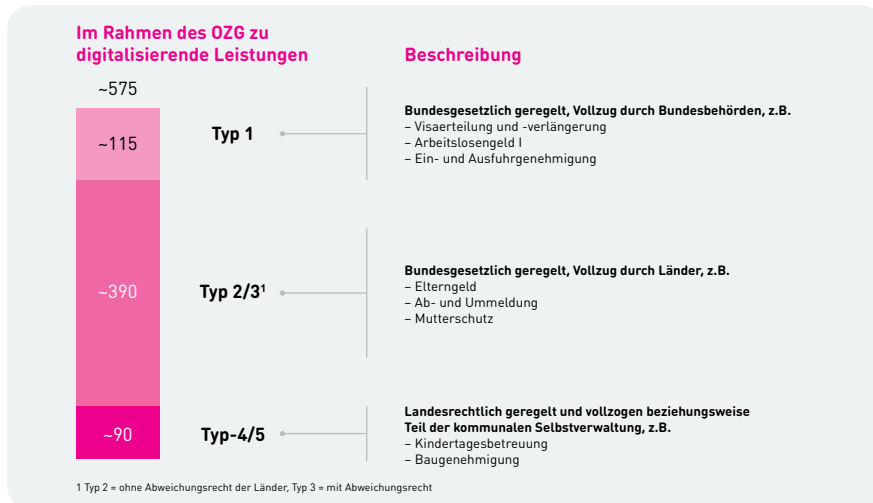 Im Rahmen des OZG zu
digitalisierende Leistungen
Beschreibung
~575
~115
Typ 1
Bundesgesetzlich geregelt, Vollzug durch Bundesbehörden, z.B.
– Visaerteilung und -verlängerung
– Arbeitslosengeld I
– Ein- und Ausfuhrgenehmigung
~390
Typ 2/3¹
Bundesgesetzlich geregelt, Vollzug durch Länder, z.B.
– Elterngeld
– Ab- und Ummeldung
– Mutterschutz
~90
Typ-4/5
Landesrechtlich geregelt und vollzogen beziehungsweise
Teil der kommunalen Selbstverwaltung, z.B.
– Kindertagesbetreuung
– Baugenehmigung
1 Typ 2 = ohne Abweichungsrecht der Länder, Typ 3 = mit Abweichungsrecht